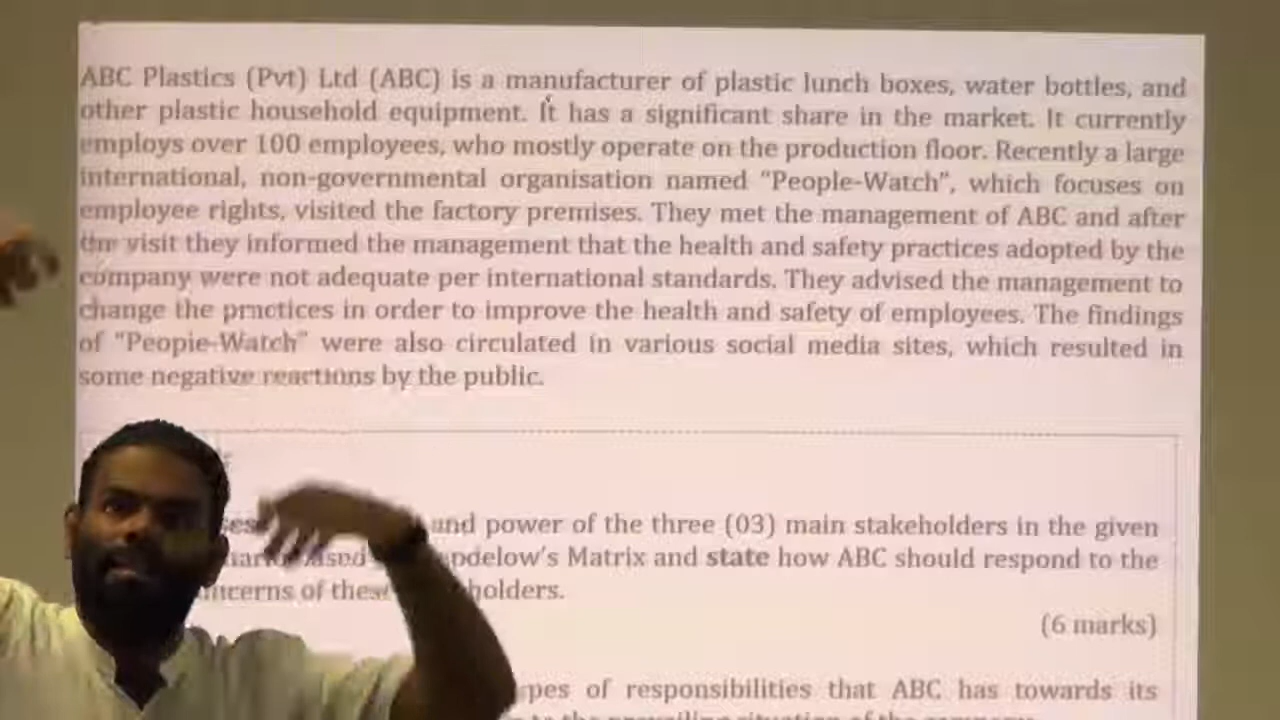 ABC Plastics (Pvt) Ltd (ABC) is a manufacturer of plastic lunch boxes, water bottles, and
other plastic household equipment. It has a significant share in the market. It currently
employs over 100 employees, who mostly operate on the production floor. Recently a large
international, non-governmental organisation named “People-Watch”, which focuses on
employee rights, visited the factory premises. They met the management of ABC and after
the visit they informed the management that the health and safety practices adopted by the
company were not adequate per international standards. They advised the management to
change the practices in order to improve the health and safety of employees. The findings
of “People-Watch” were also circulated in various social media sites, which resulted in
some negative reactions by the public.
and power of the three (03) main stakeholders in the given
Matrix and state how ABC should respond to the
of
(6 marks)
of responsibilities that ABC has towards its
to the prevailing situation of the company